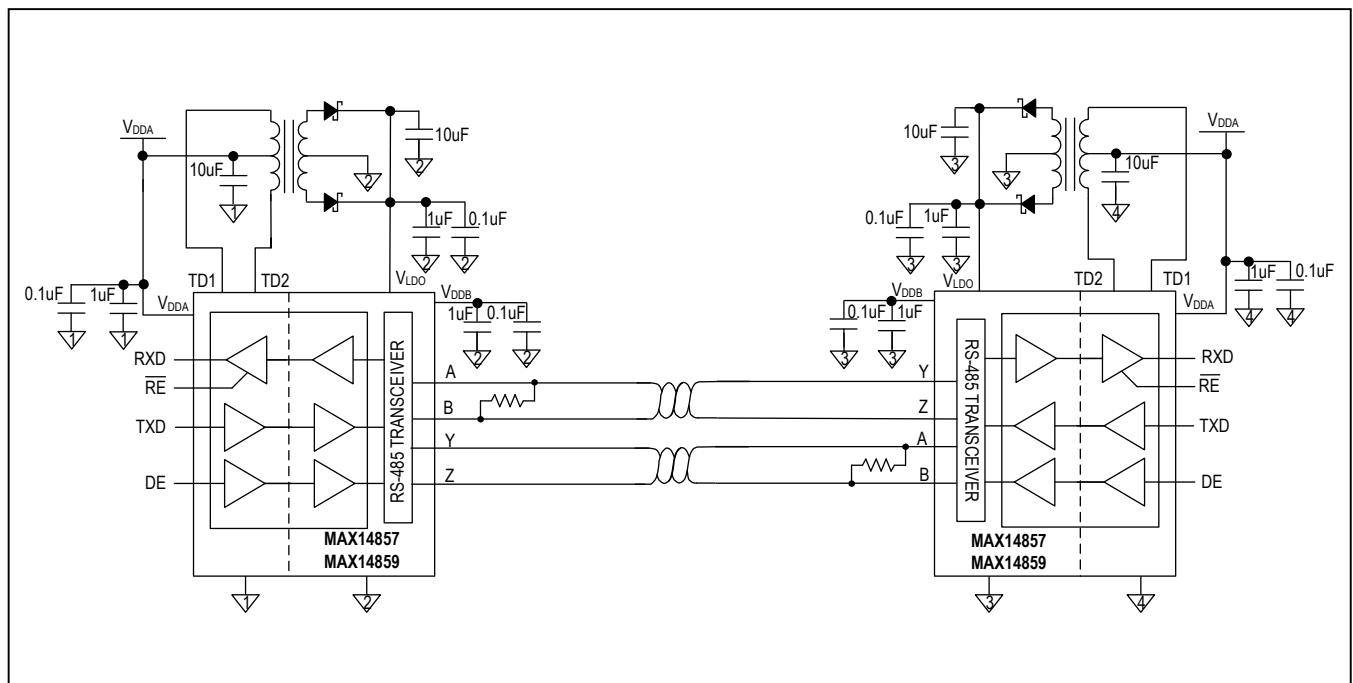 VDDA
10uF
2
10uF
2
1
1uF
0.1uF
2
2
TD1
TD2
VLDO
0.1uF
1uF
1
1
VDDA
VDDB
1uF
0.1uF
2
2
RXD
RE
TXD
DE
RS-485 TRANSCEIVER
A
B
Y
Z
MAX14857
MAX14859
1
2
10uF
3
3
VDDA
10uF
4
0.1uF
1uF
3
3
VLDO
TD2
TD1
1uF
0.1uF
4
4
VDDA
VDDB
0.1uF
1uF
3
3
Y
Z
A
B
RS-485 TRANSCEIVER
RXD
RE
TXD
DE
MAX14857
MAX14859
3
4